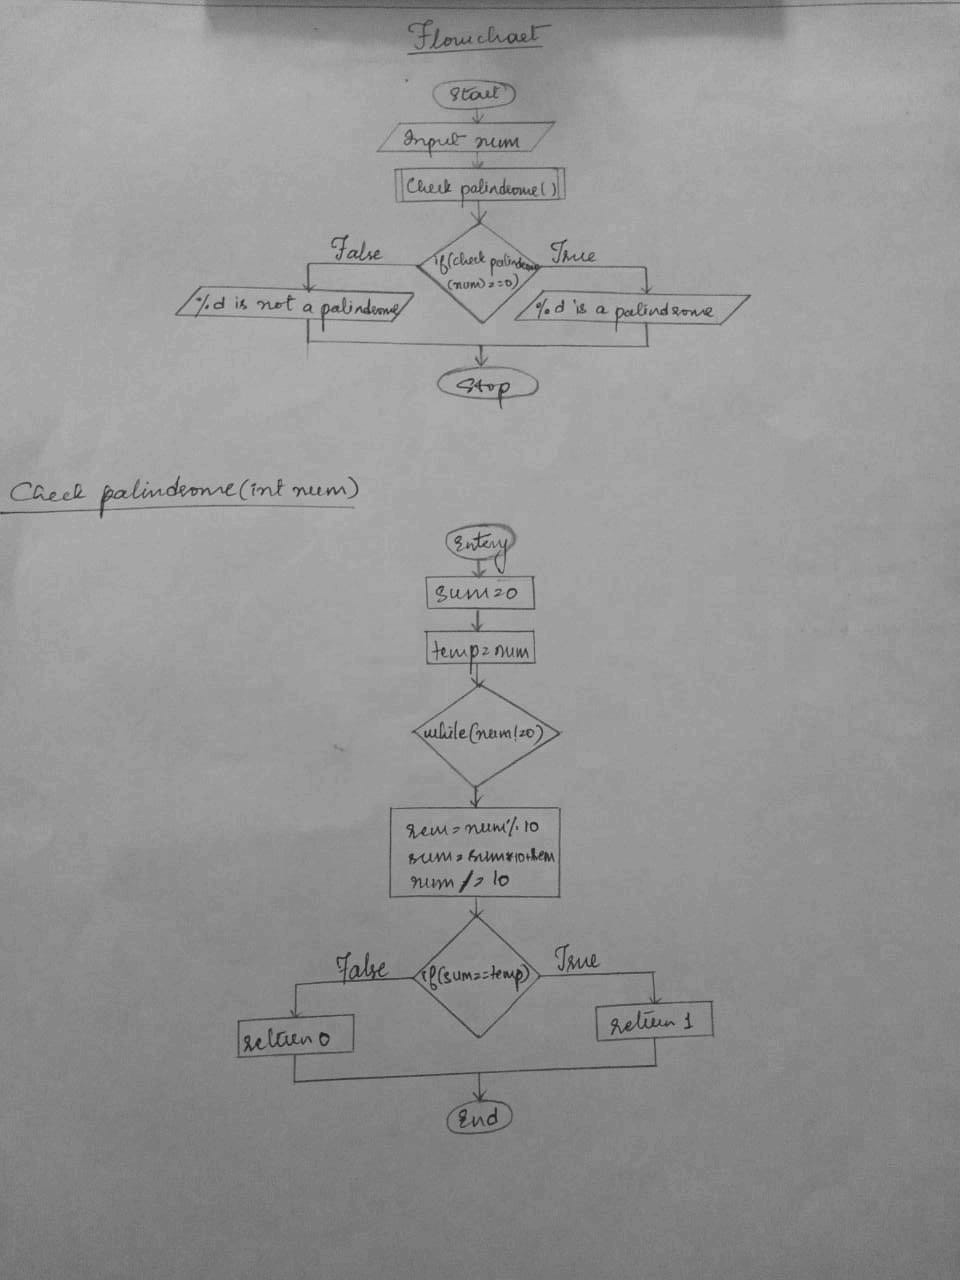 Flowchart
Start
Input num
Check palindrome()
False
if(check palindrome
(num)==0)
True
%d is not a palindrome
%d is a palindrome
Stop
Check palindrome(int num)
Entery
sum=0
temp=num
while(num!=0)
rem=num%10
sum=sum*10+rem
num/=10
False
if(sum==temp)
True
return 0
return 1
End